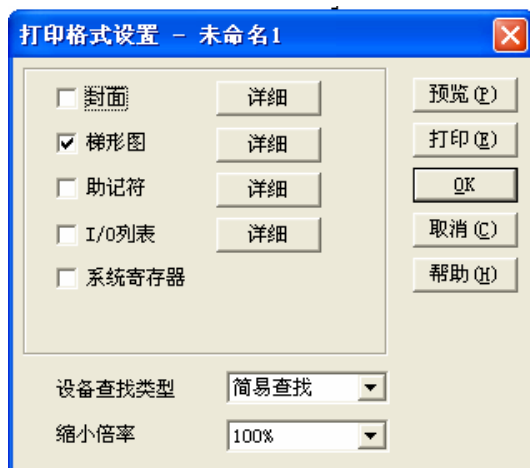 打印格式设置 - 未命名1
封面 详细 预览(P)
梯形图 详细 打印(E)
助记符 详细 OK
I/O列表 详细 取消(C)
系统寄存器 帮助(H)
设备查找类型 简易查找
缩小倍率 100%